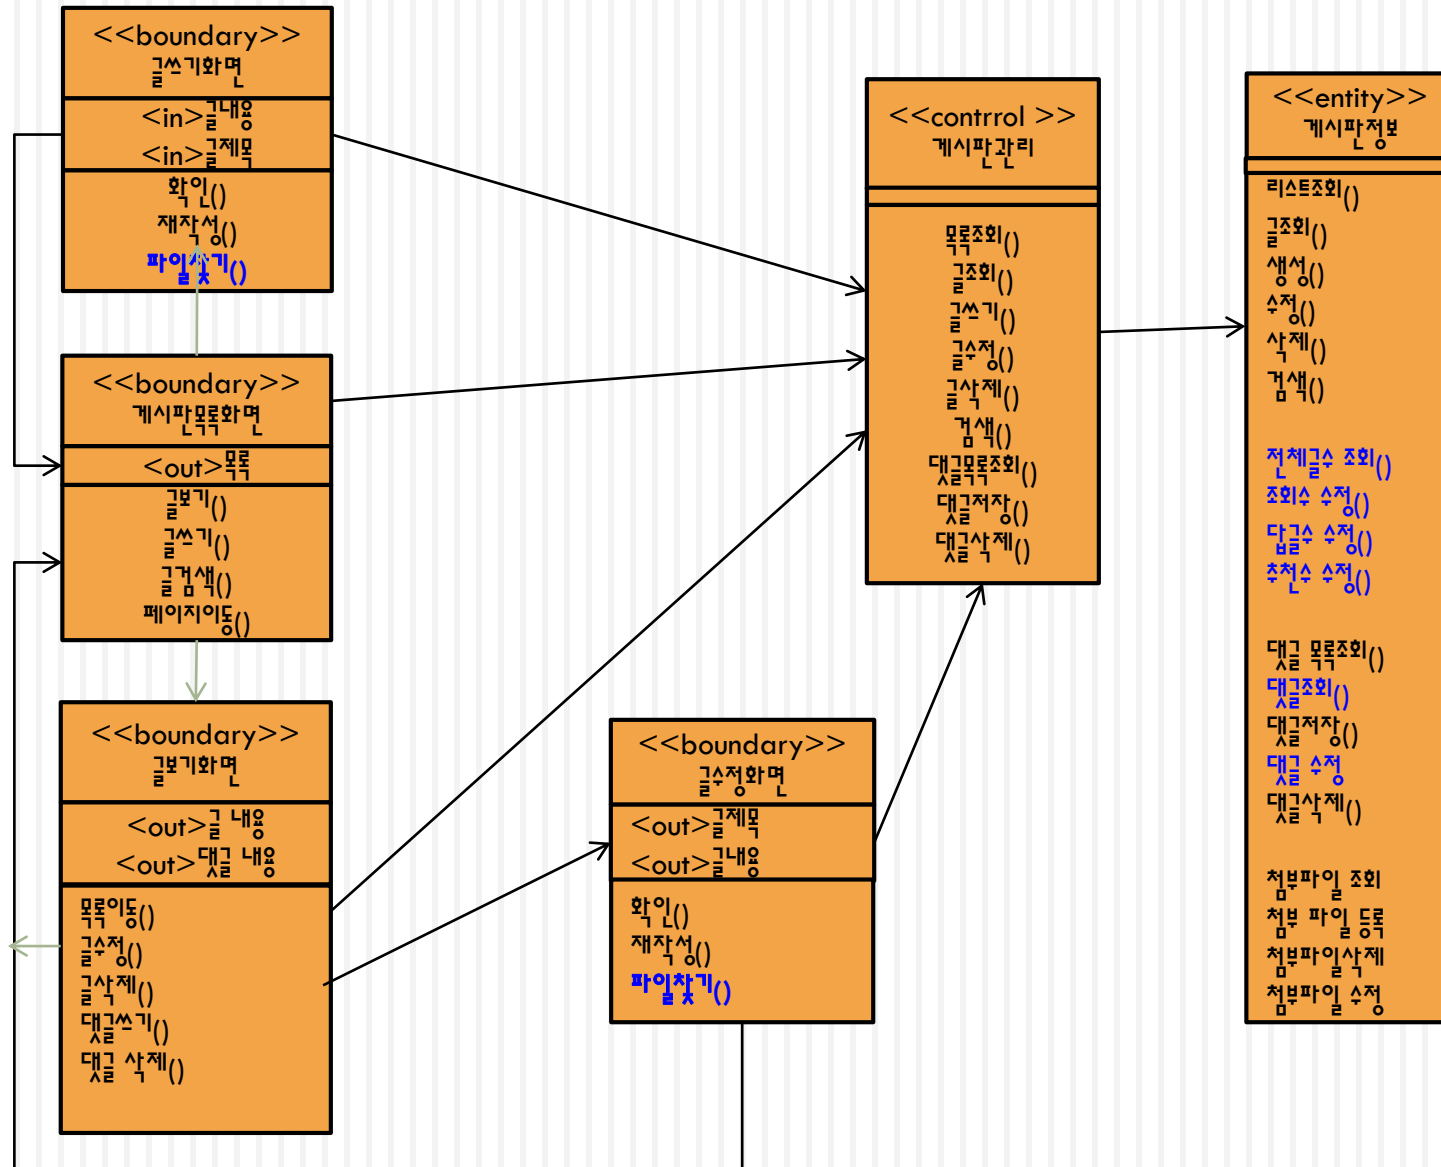 <<boundary>>
글쓰기화면
<in>글내용
<in>글제목
확인()
재작성()
파일찾기()
<<boundary>>
게시판목록화면
<out>목록
글보기()
글쓰기()
글검색()
페이지이동()
<<boundary>>
글보기화면
<out>글 내용
<out>댓글 내용
목록이동()
글수정()
글삭제()
댓글쓰기()
댓글 삭제()
<<boundary>>
글수정화면
<out>글제목
<out>글내용
확인()
재작성()
파일찾기()
<<contrrol >>
게시판관리
목록조회()
글조회()
글쓰기()
글수정()
글삭제()
검색()
댓글목록조회()
댓글저장()
댓글삭제()
<<entity>>
게시판정보
리스트조회()
글조회()
생성()
수정()
삭제()
검색()
전체글수 조회()
조회수 수정()
답글수 수정()
추천수 수정()
댓글 목록조회()
댓글조회()
댓글저장()
댓글 수정
댓글삭제()
첨부파일 조회
첨부 파일 등록
첨부파일삭제
첨부파일 수정